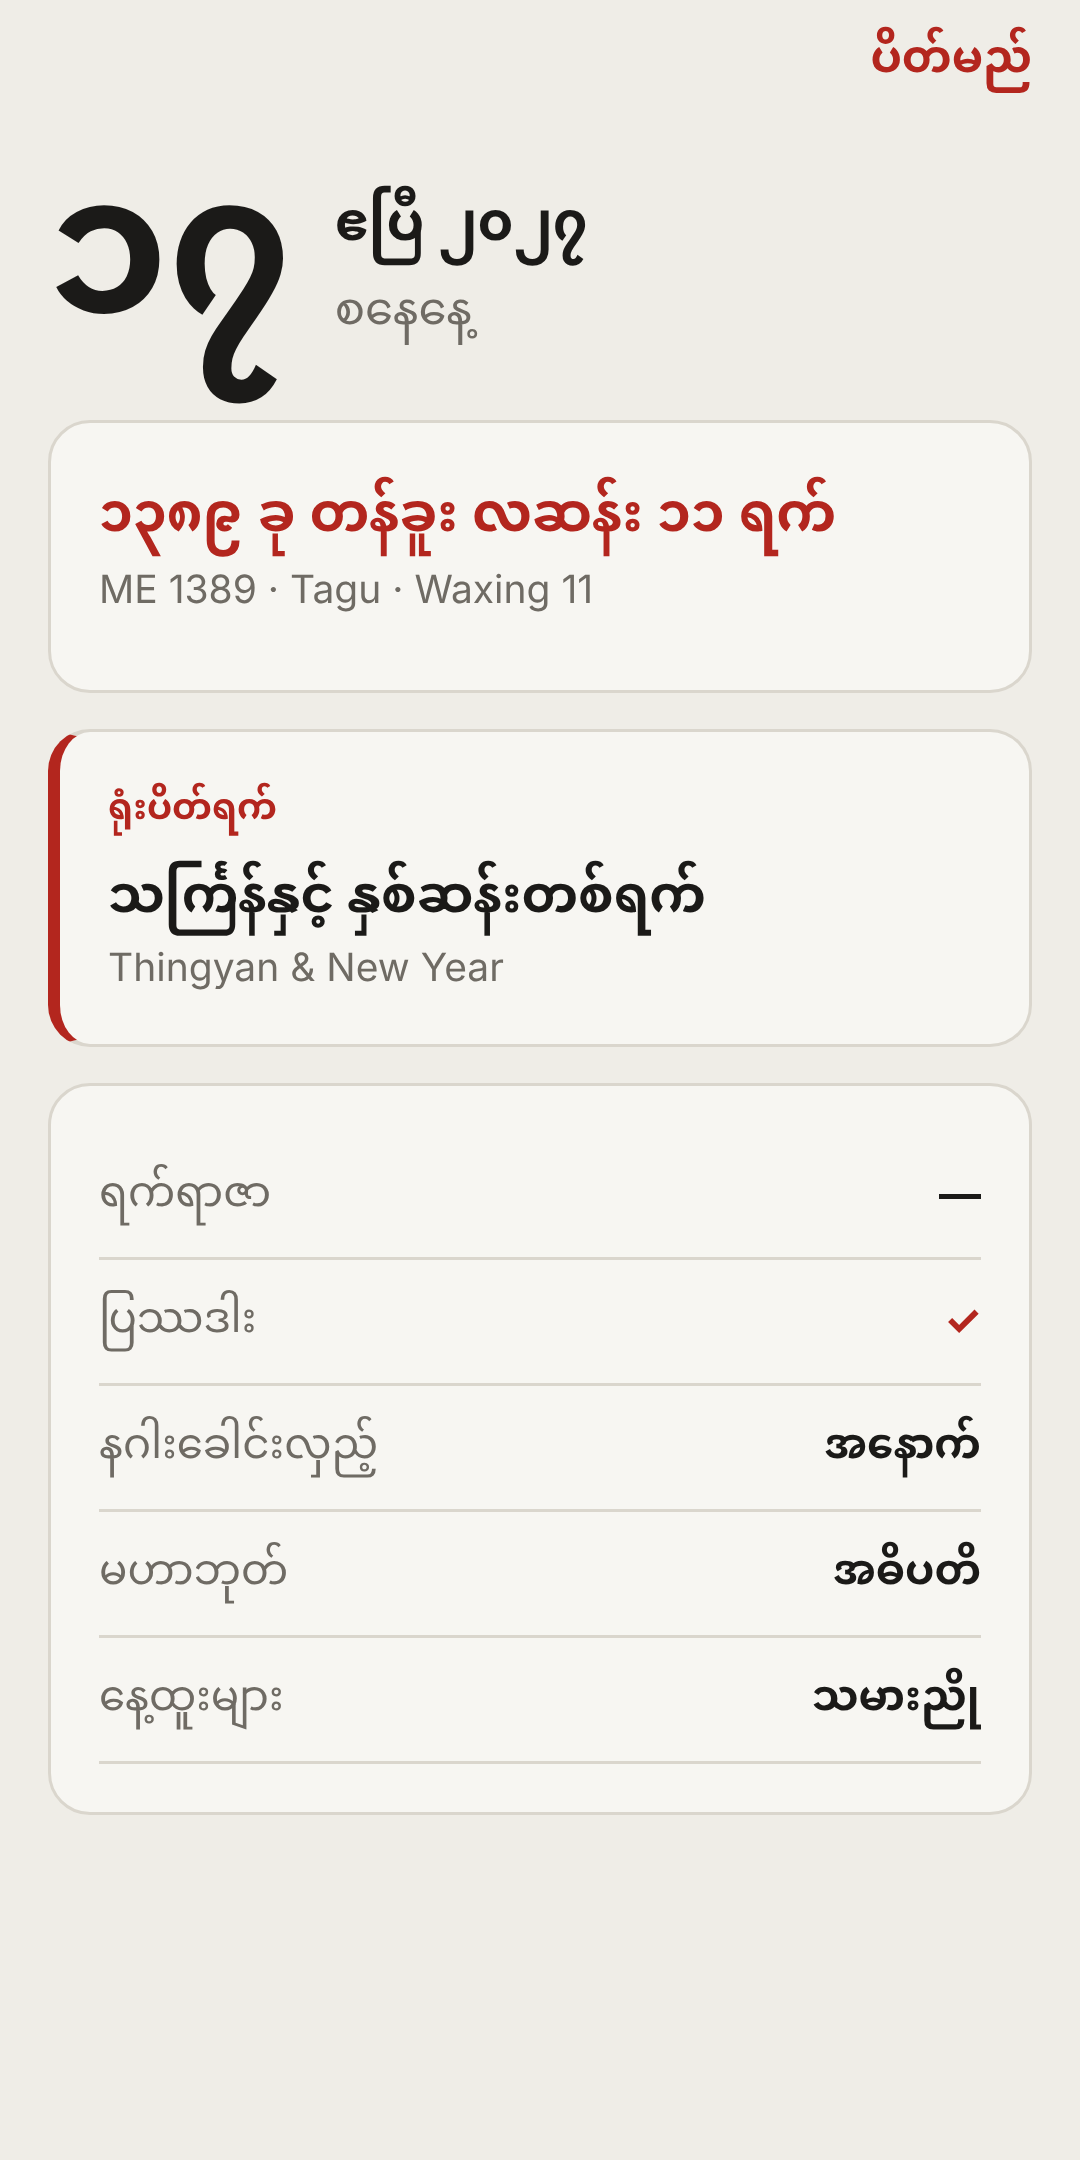 ပိတ်မည်
၁၇
ဧပြီ ၂၀၂၇
စနေနေ့
၁၃၈၉ ခု တန်ခူး လဆန်း ၁၁ ရက်
ME 1389 · Tagu · Waxing 11
ရုံးပိတ်ရက်
သင်္ကြန်နှင့် နှစ်ဆန်းတစ်ရက်
Thingyan & New Year
ရက်ရာဇာ —
ပြဿဒါး ✓
နဂါးခေါင်းလှည့် အနောက်
မဟာဘုတ် အဓိပတိ
နေ့ထူးများ သမားညို